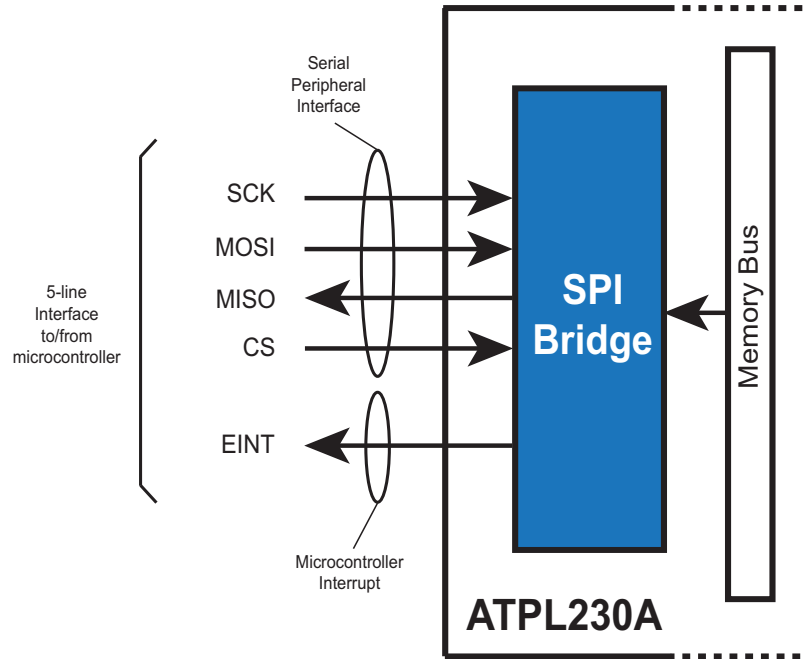 Serial
Peripheral
Interface
SCK
MOSI
MISO
CS
EINT
5-line
Interface
to/from
microcontroller
Microcontroller
Interrupt
SPI
Bridge
Memory Bus
ATPL230A